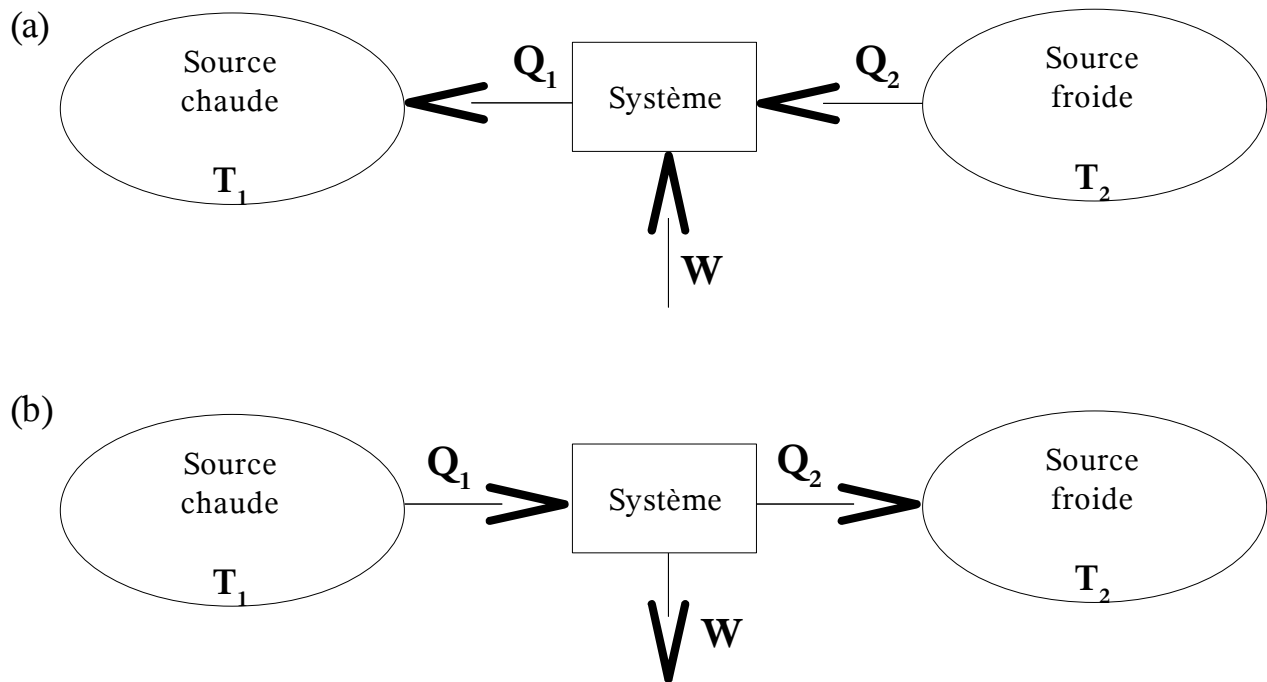 (a)
Source
chaude
T₁
Q₁
Système
W
Q₂
Source
froide
T₂
(b)
Source
chaude
T₁
Q₁
Système
W
Q₂
Source
froide
T₂